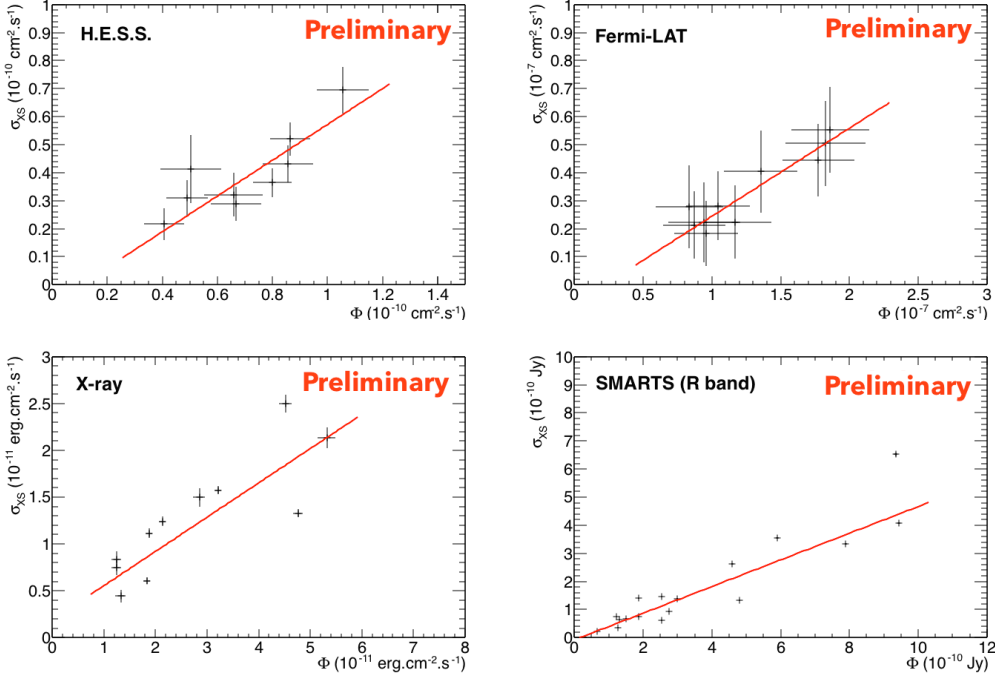 H.E.S.S.
Preliminary
σXS (10-10 cm-2.s-1)
1
0.9
0.8
0.7
0.6
0.5
0.4
0.3
0.2
0.1
0
0 0.2 0.4 0.6 0.8 1 1.2 1.4
Φ (10-10 cm-2.s-1)
Fermi-LAT
Preliminary
σXS (10-7 cm-2.s-1)
1
0.9
0.8
0.7
0.6
0.5
0.4
0.3
0.2
0.1
0
0 0.5 1 1.5 2 2.5 3
Φ (10-7 cm-2.s-1)
X-ray
Preliminary
σXS (10-11 erg.cm-2.s-1)
3
2.5
2
1.5
1
0.5
0
0 1 2 3 4 5 6 7 8
Φ (10-11 erg.cm-2.s-1)
SMARTS (R band)
Preliminary
σXS (10-10 Jy)
10
9
8
7
6
5
4
3
2
1
0
0 2 4 6 8 10 12
Φ (10-10 Jy)